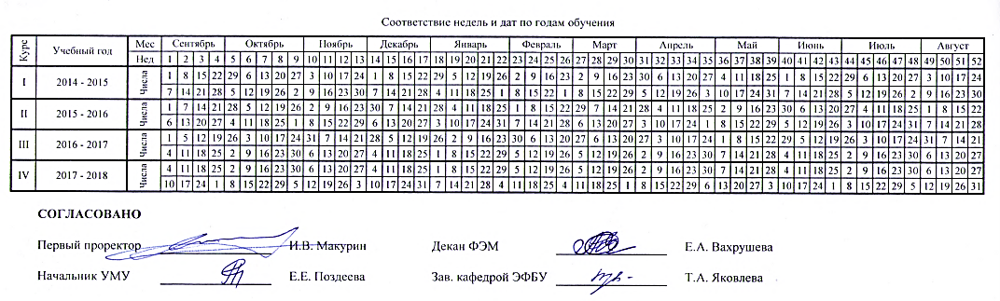 Соответствие недель и дат по годам обучения
Курс Учебный год Мес Сентябрь Октябрь Ноябрь Декабрь Январь Февраль Март Апрель Май Июнь Июль Август
Нед 1 2 3 4 5 6 7 8 9 10 11 12 13 14 15 16 17 18 19 20 21 22 23 24 25 26 27 28 29 30 31 32 33 34 35 36 37 38 39 40 41 42 43 44 45 46 47 48 49 50 51 52
I 2014 - 2015 Числа 1 8 15 22 29 6 13 20 27 3 10 17 24 1 8 15 22 29 5 12 19 26 2 9 16 23 2 9 16 23 30 6 13 20 27 4 11 18 25 1 8 15 22 29 6 13 20 27 3 10 17 24
7 14 21 28 5 12 19 26 2 9 16 23 30 7 14 21 28 4 11 18 25 1 8 15 22 1 8 15 22 29 5 12 19 26 3 10 17 24 31 7 14 21 28 5 12 19 26 2 9 16 23 30
II 2015 - 2016 Числа 1 7 14 21 28 5 12 19 26 2 9 16 23 30 7 14 21 28 4 11 18 25 1 8 15 22 29 7 14 21 28 4 11 18 25 2 9 16 23 30 6 13 20 27 4 11 18 25 1 8 15 22
6 13 20 27 4 11 18 25 1 8 15 22 29 6 13 20 27 3 10 17 24 31 7 14 21 28 6 13 20 27 3 10 17 24 1 8 15 22 29 5 12 19 26 3 10 17 24 31 7 14 21 28
III 2016 - 2017 Числа 1 5 12 19 26 3 10 17 24 31 7 14 21 28 5 12 19 26 2 9 16 23 30 6 13 20 27 6 13 20 27 3 10 17 24 1 8 15 22 29 5 12 19 26 3 10 17 24 31 7 14 21
4 11 18 25 2 9 16 23 30 6 13 20 27 4 11 18 25 1 8 15 22 29 5 12 19 26 5 12 19 26 2 9 16 23 30 7 14 21 28 4 11 18 25 2 9 16 23 30 6 13 20 27
IV 2017 - 2018 Числа 4 11 18 25 2 9 16 23 30 6 13 20 27 4 11 18 25 1 8 15 22 29 5 12 19 26 5 12 19 26 2 9 16 23 30 7 14 21 28 4 11 18 25 2 9 16 23 30 6 13 20 27
10 17 24 1 8 15 22 29 5 12 19 26 3 10 17 24 31 7 14 21 28 4 11 18 25 4 11 18 25 1 8 15 22 29 6 13 20 27 3 10 17 24 1 8 15 22 29 5 12 19 26 31
СОГЛАСОВАНО
Первый проректор И.В. Макурин Декан ФЭМ Е.А. Вахрушева
Начальник УМУ Е.Е. Поздеева Зав. кафедрой ЭФБУ Т.А. Яковлева